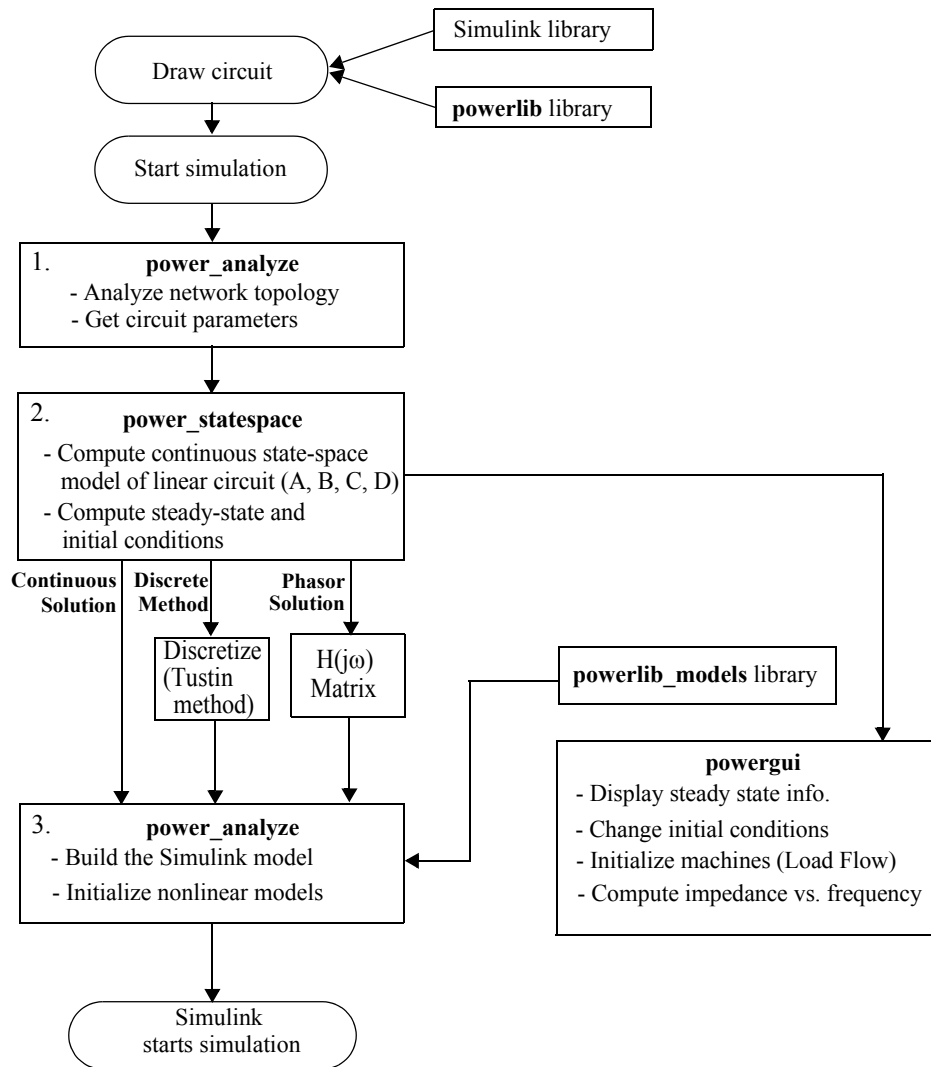 Simulink library
Draw circuit
powerlib library
Start simulation
1.
power_analyze
- Analyze network topology
- Get circuit parameters
2.
power_statespace
- Compute continuous state-space
model of linear circuit (A, B, C, D)
- Compute steady-state and
initial conditions
Continuous
Solution
Discrete
Method
Phasor
Solution
Discretize
(Tustin
method)
H(jω)
Matrix
powerlib_models library
powergui
- Display steady state info.
- Change initial conditions
- Initialize machines (Load Flow)
- Compute impedance vs. frequency
3.
power_analyze
- Build the Simulink model
- Initialize nonlinear models
Simulink
starts simulation